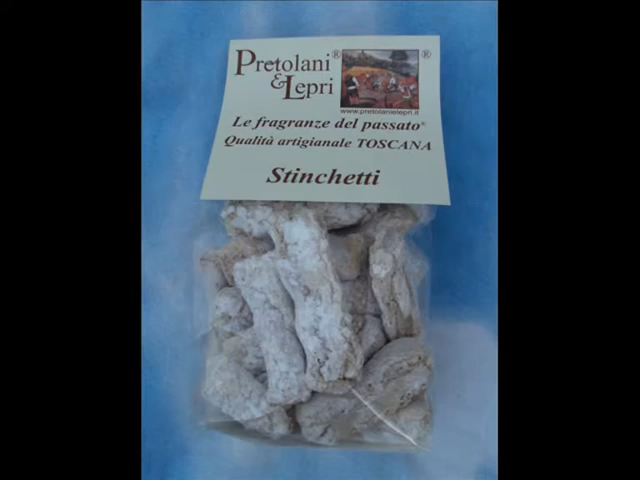 Pretolani®
& Lepri ®
www.pretolanielepri.it
Le fragranze del passato®
Qualità artigianale TOSCANA
Stinchetti